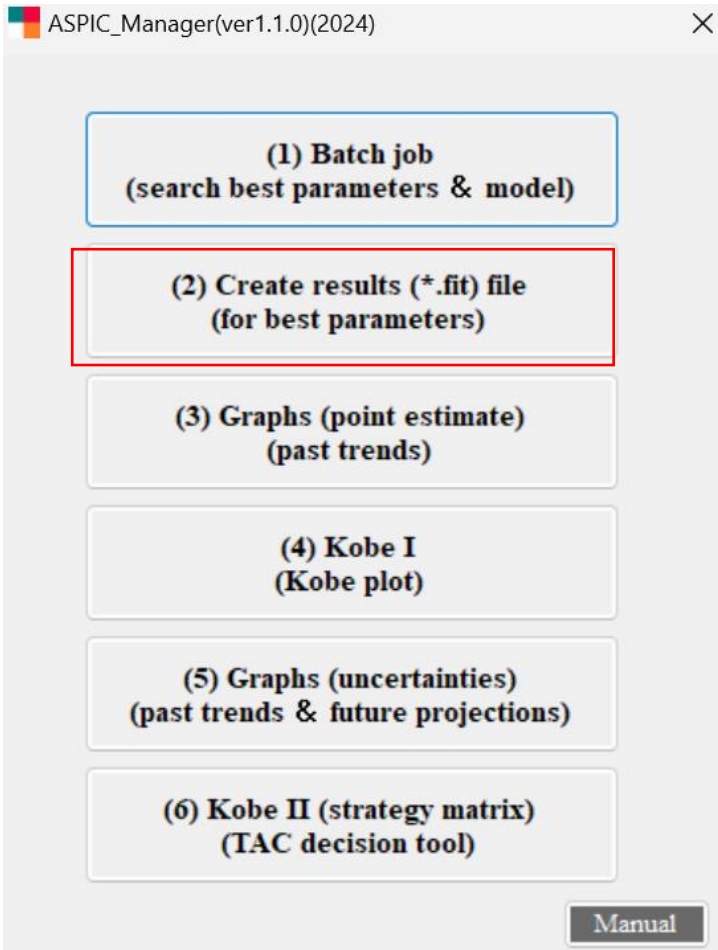 ASPIC_Manager(ver1.1.0)(2024)
(1) Batch job
(search best parameters & model)
(2) Create results (*.fit) file
(for best parameters)
(3) Graphs (point estimate)
(past trends)
(4) Kobe I
(Kobe plot)
(5) Graphs (uncertainties)
(past trends & future projections)
(6) Kobe II (strategy matrix)
(TAC decision tool)
Manual